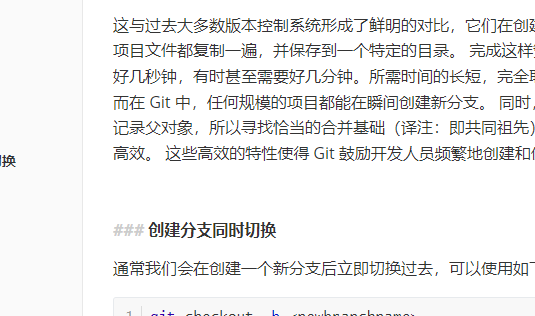 这与过去大多数版本控制系统形成了鲜明的对比，它们在创
项目文件都复制一遍，并保存到一个特定的目录。 完成这样
好几秒钟，有时甚至需要好几分钟。所需时间的长短，完全
而在 Git 中，任何规模的项目都能在瞬间创建新分支。 同时，
记录父对象，所以寻找恰当的合并基础（译注：即共同祖先）
换
高效。 这些高效的特性使得 Git 鼓励开发人员频繁地创建和
### 创建分支同时切换
通常我们会在创建一个新分支后立即切换过去，可以使用如
1 git checkout -b <newbranchname>